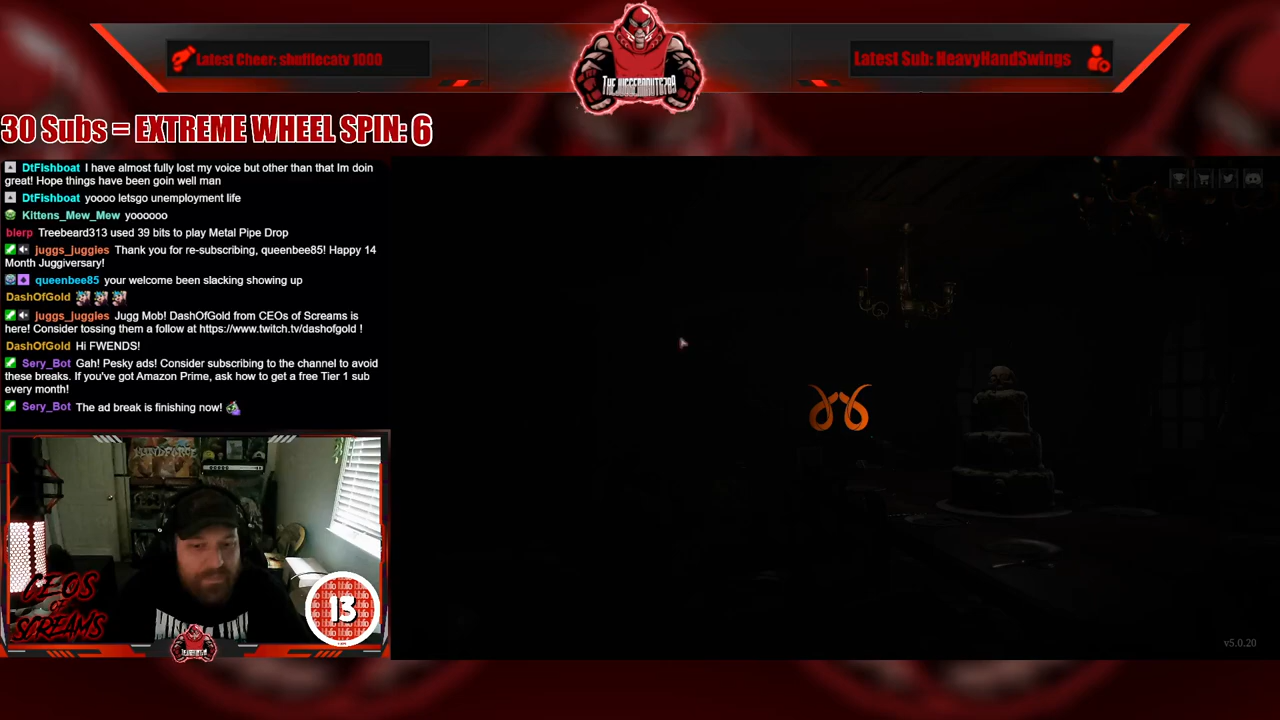 Latest Cheer: shufflecatv 1000
THEJUGGERNAUT6789
Latest Sub: HeavyHandSwings
30 Subs = EXTREME WHEEL SPIN: 6
DtFishboat I have almost fully lost my voice but other than that Im doin
great! Hope things have been goin well man
DtFishboat yoooo letsgo unemployment life
Kittens_Mew_Mew yoooooo
blerp Treebeard313 used 39 bits to play Metal Pipe Drop
juggs_juggies Thank you for re-subscribing, queenbee85! Happy 14
Month Juggiversary!
queenbee85 your welcome been slacking showing up
DashOfGold
juggs_juggies Jugg Mob! DashOfGold from CEOs of Screams is
here! Consider tossing them a follow at https://www.twitch.tv/dashofgold !
DashOfGold Hi FWENDS!
Sery_Bot Gah! Pesky ads! Consider subscribing to the channel to avoid
these breaks. If you've got Amazon Prime, ask how to get a free Tier 1 sub
every month!
Sery_Bot The ad break is finishing now!
MINDFORCE
CEOS
OF
SCREAMS
13
v5.0.20